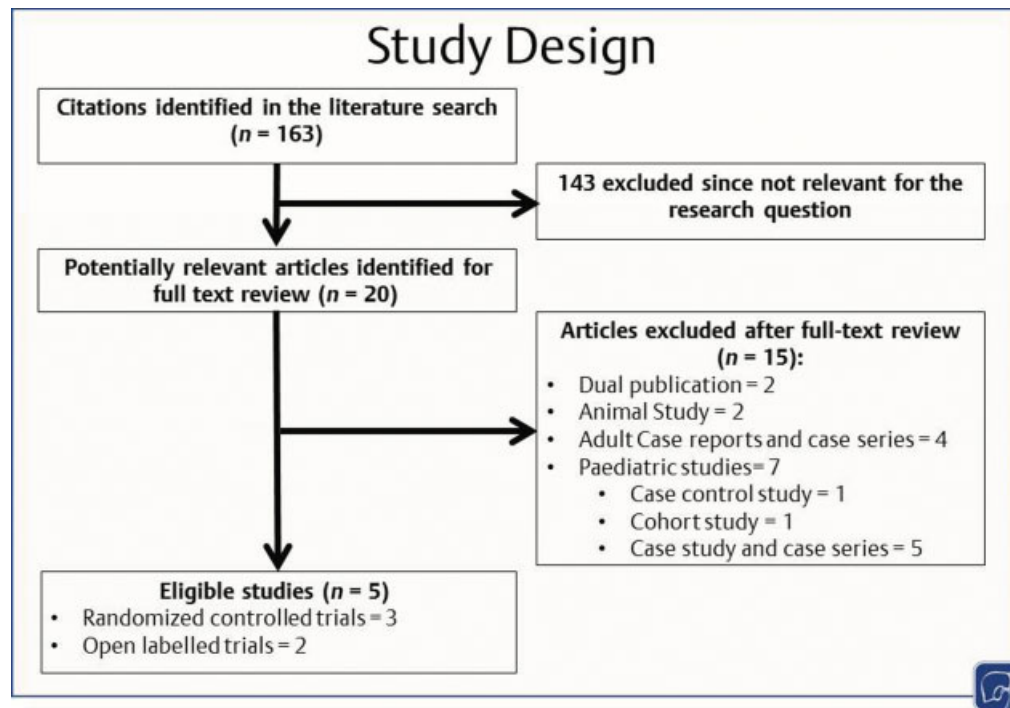 Study Design
Citations identified in the literature search
(n = 163)
143 excluded since not relevant for the
research question
Potentially relevant articles identified for
full text review (n = 20)
Articles excluded after full-text review
(n = 15):
• Dual publication = 2
• Animal Study = 2
• Adult Case reports and case series = 4
• Paediatric studies= 7
• Case control study = 1
• Cohort study = 1
• Case study and case series = 5
Eligible studies (n = 5)
• Randomized controlled trials = 3
• Open labelled trials = 2